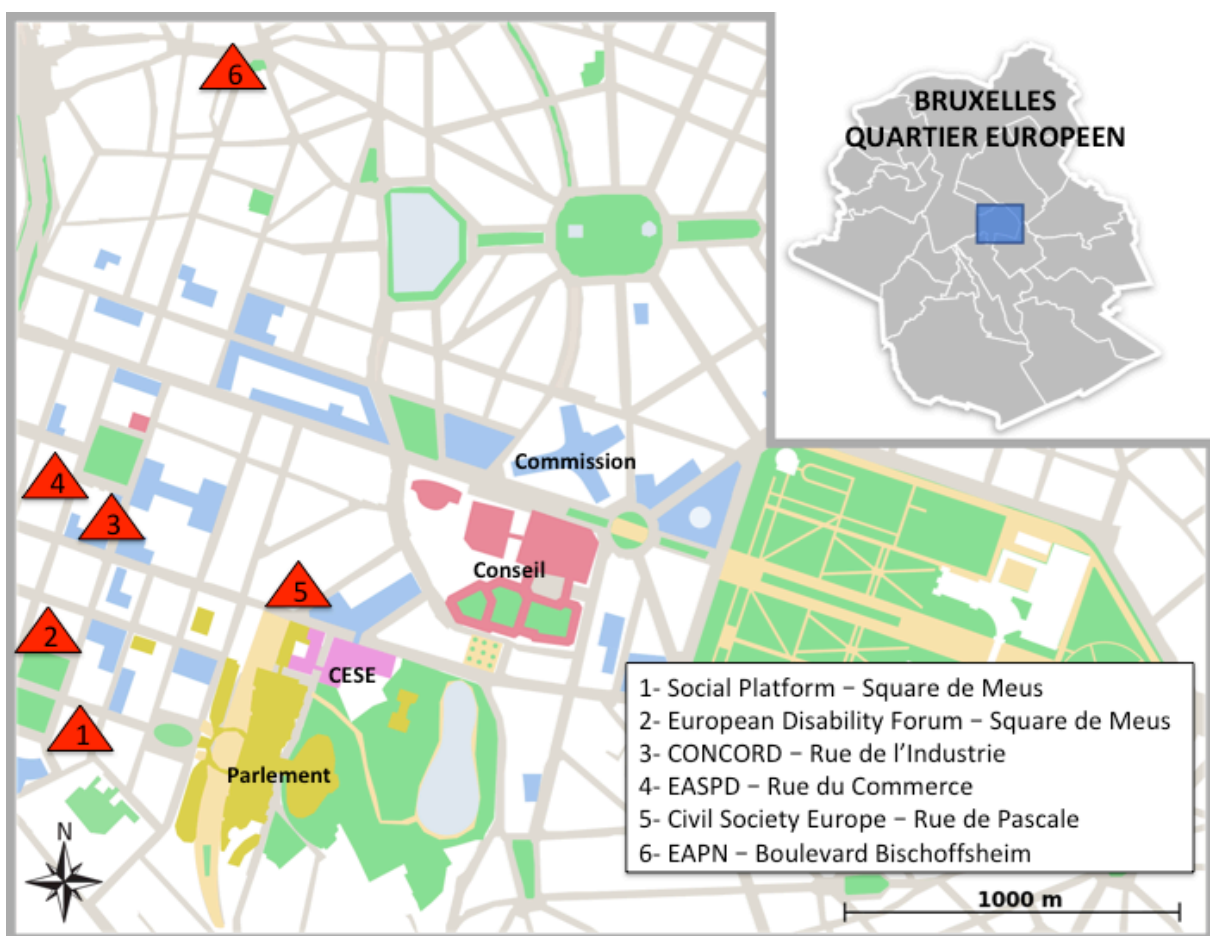 6
BRUXELLES
QUARTIER EUROPEEN
Commission
4
3
Conseil
5
2
CESE
1
Parlement
N
1- Social Platform – Square de Meus
2- European Disability Forum – Square de Meus
3- CONCORD – Rue de l’Industrie
4- EASPD – Rue du Commerce
5- Civil Society Europe – Rue de Pascale
6- EAPN – Boulevard Bischoffsheim
1000 m